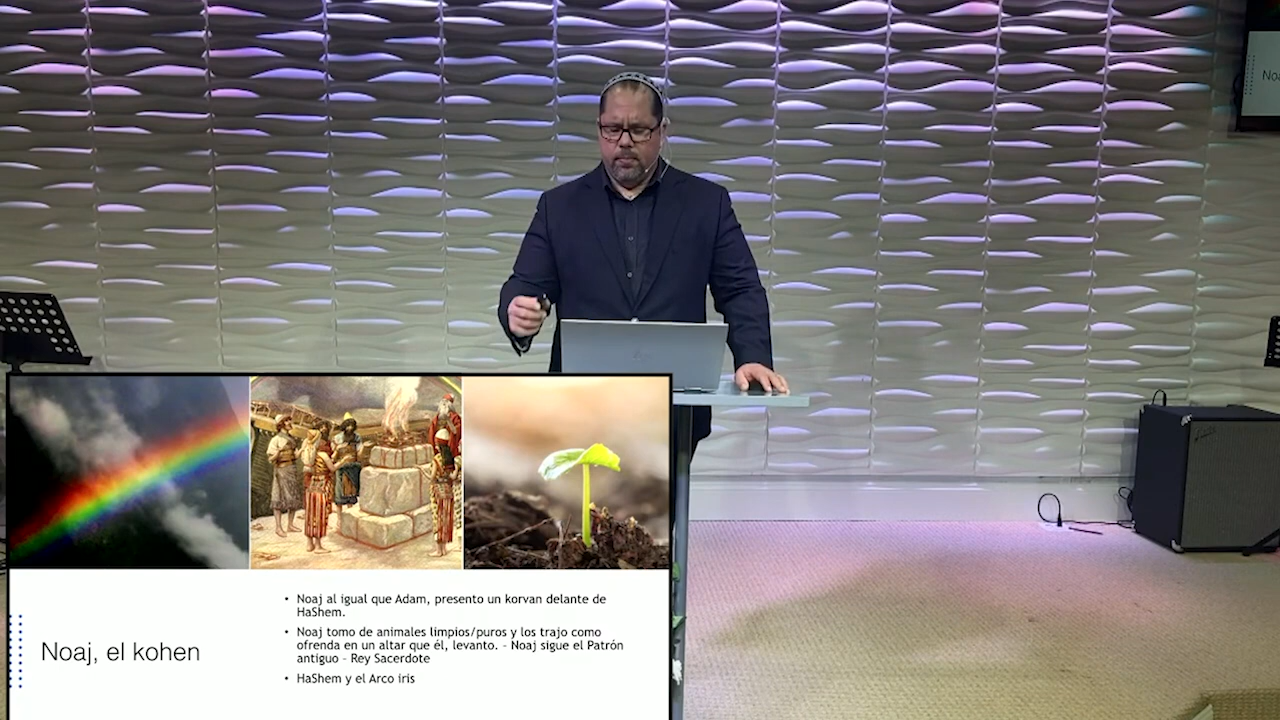 Noaj, el kohen
• Noaj al igual que Adam, presento un korvan delante de
HaShem.
• Noaj tomo de animales limpios/puros y los trajo como
ofrenda en un altar que él, levanto. – Noaj sigue el Patrón
antiguo – Rey Sacerdote
• HaShem y el Arco iris